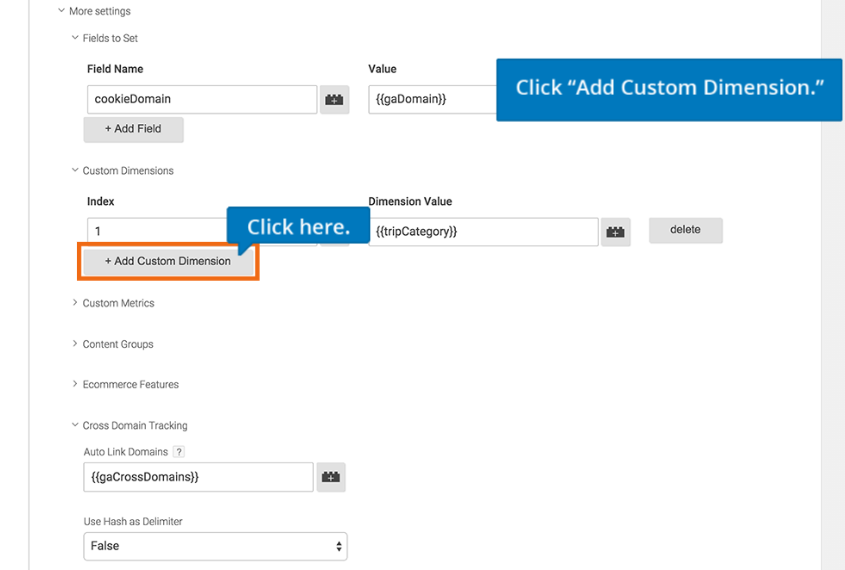 More settings
Fields to Set
Field Name
Value
cookieDomain
{{gaDomain}}
Click “Add Custom Dimension.”
+ Add Field
Custom Dimensions
Index
Dimension Value
1
Click here.
{{tripCategory}}
delete
+ Add Custom Dimension
Custom Metrics
Content Groups
Ecommerce Features
Cross Domain Tracking
Auto Link Domains ?
{{gaCrossDomains}}
Use Hash as Delimiter
False